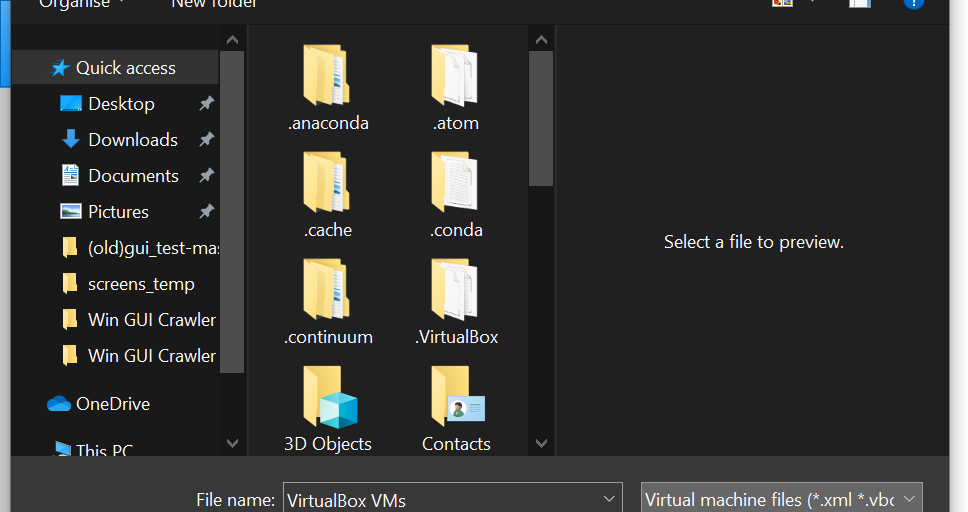 Organise New folder
Quick access
Desktop
Downloads
Documents
Pictures
(old)gui_test-mas
screens_temp
Win GUI Crawler
Win GUI Crawler
OneDrive
This PC
.anaconda .atom
.cache .conda
.continuum .VirtualBox
3D Objects Contacts
Select a file to preview.
File name: VirtualBox VMs Virtual machine files (*.xml *.vbo